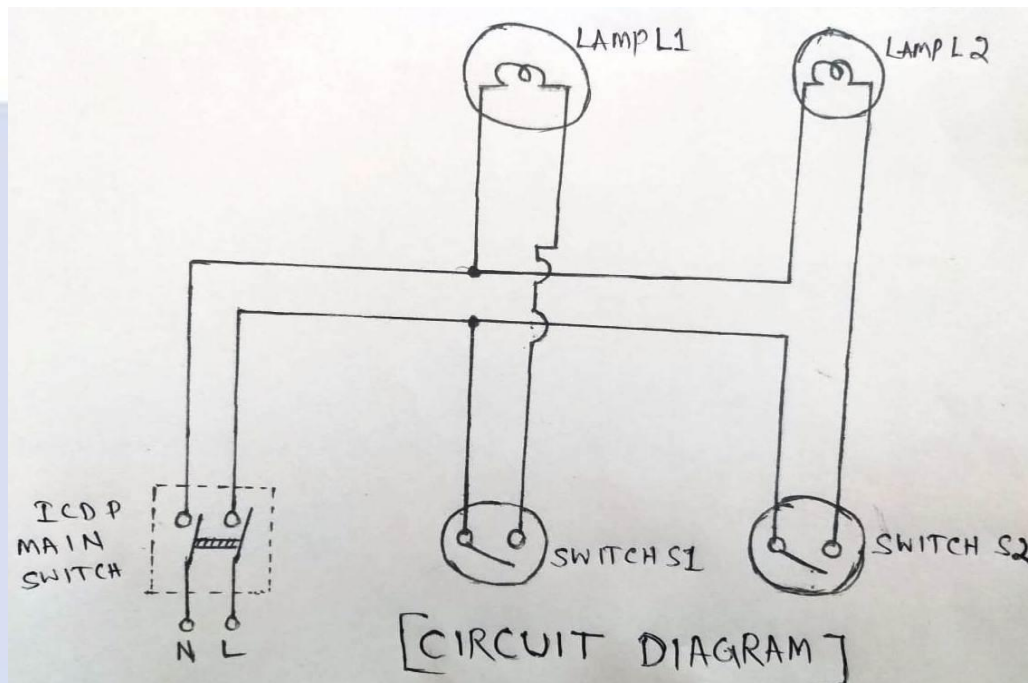 LAMP L1
LAMP L2
ICDP
MAIN
SWITCH
SWITCH S1
SWITCH S2
N L
[CIRCUIT DIAGRAM]